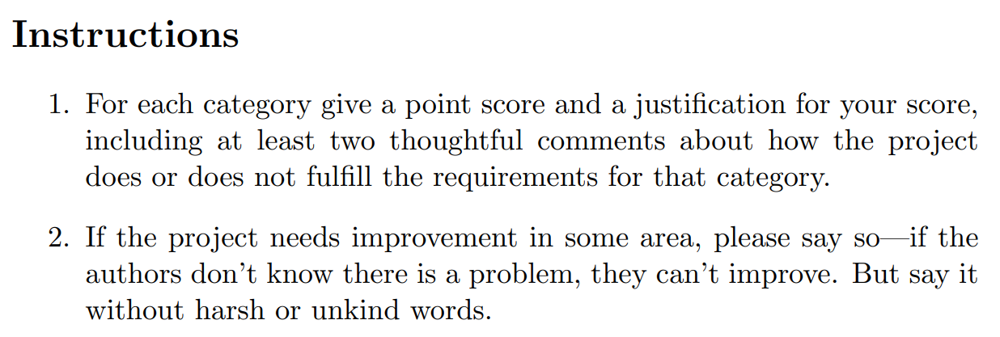 Instructions
1. For each category give a point score and a justification for your score,
including at least two thoughtful comments about how the project
does or does not fulfill the requirements for that category.
2. If the project needs improvement in some area, please say so—if the
authors don’t know there is a problem, they can’t improve. But say it
without harsh or unkind words.